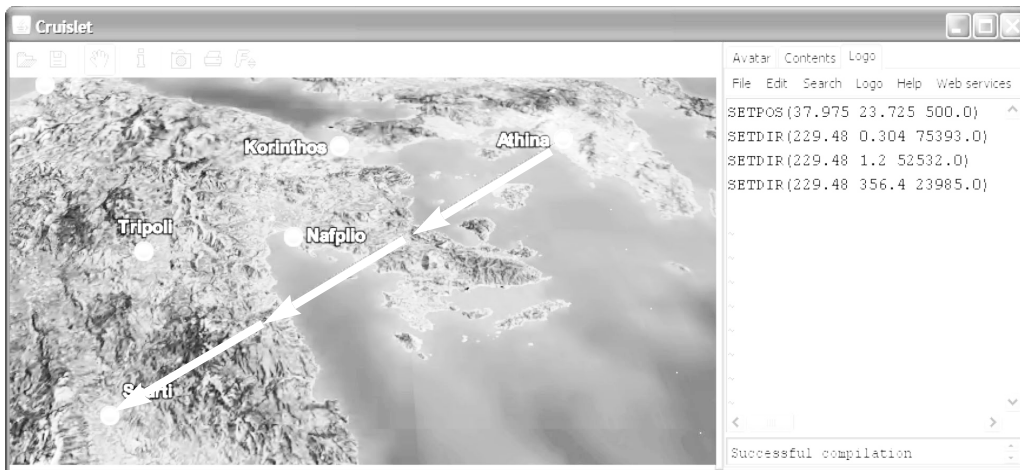 Cruislet
Avatar Contents Logo
File Edit Search Logo Help Web services
SETPOS(37.975 23.725 500.0)
SETDIR(229.48 0.304 75393.0)
SETDIR(229.48 1.2 52532.0)
SETDIR(229.48 356.4 23985.0)
~
~
~
~
~
~
~
~
Korinthos
Athina
Tripoli
Nafplio
Successful compilation